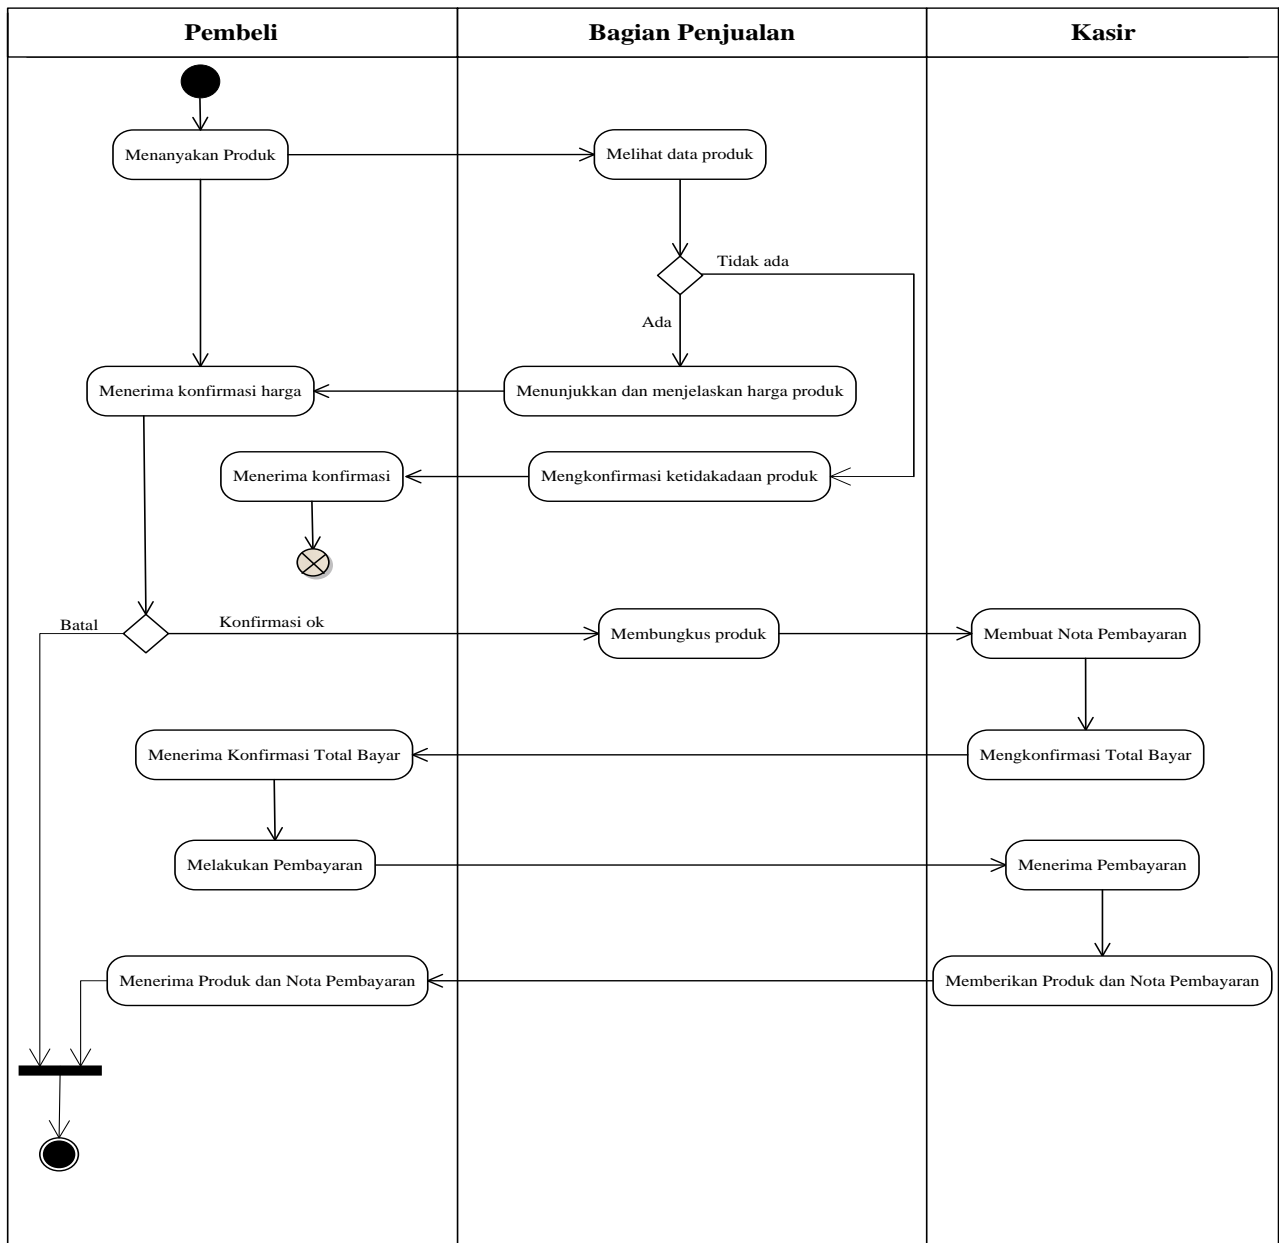 Pembeli
Bagian Penjualan
Kasir
Menanyakan Produk
Melihat data produk
Tidak ada
Ada
Menerima konfirmasi harga
Menunjukkan dan menjelaskan harga produk
Menerima konfirmasi
Mengkonfirmasi ketidakadaan produk
Batal
Konfirmasi ok
Membungkus produk
Membuat Nota Pembayaran
Menerima Konfirmasi Total Bayar
Mengkonfirmasi Total Bayar
Melakukan Pembayaran
Menerima Pembayaran
Menerima Produk dan Nota Pembayaran
Memberikan Produk dan Nota Pembayaran